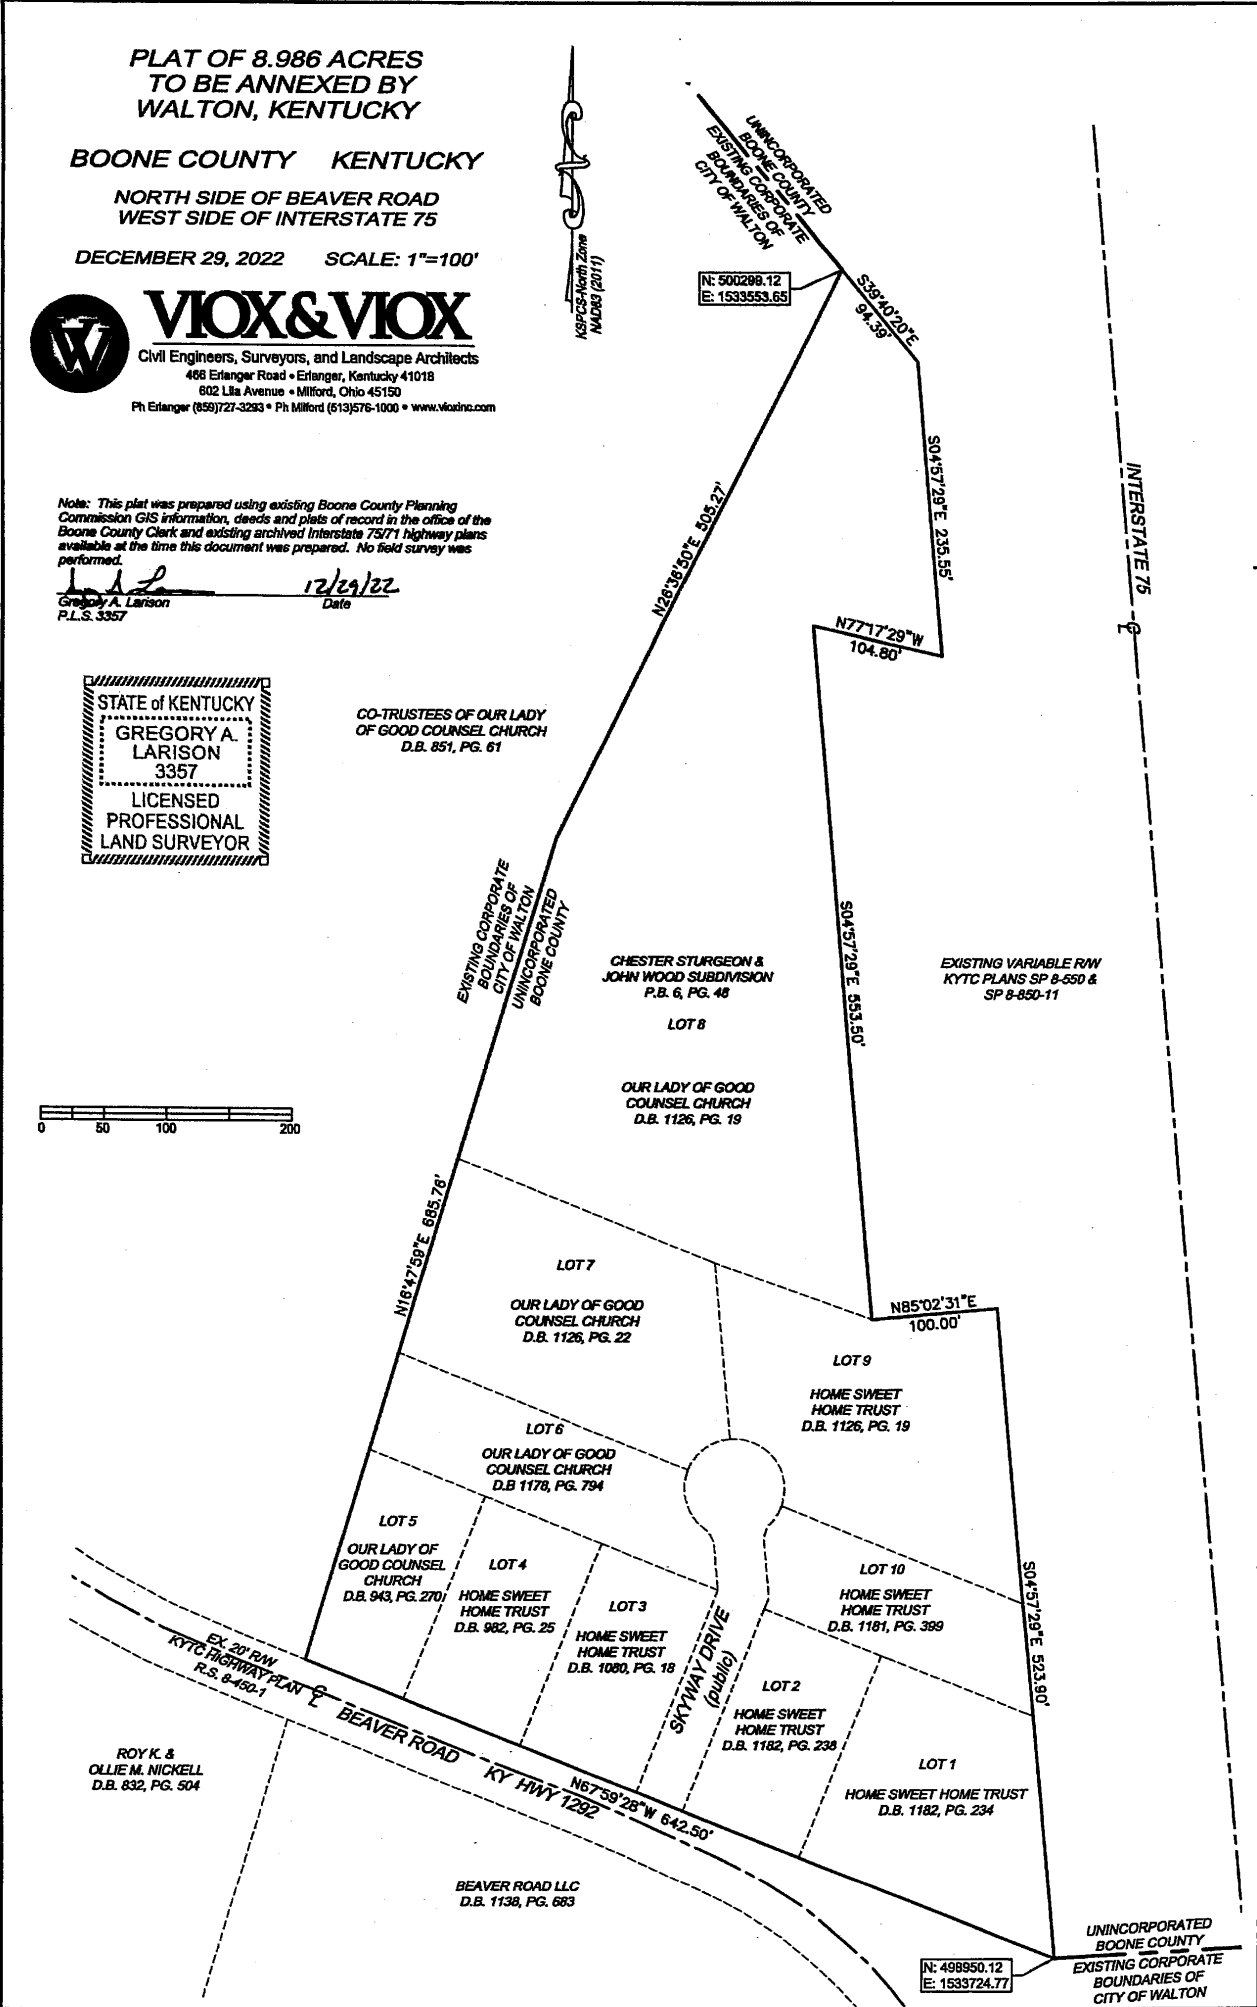 PLAT OF 8.986 ACRES
TO BE ANNEXED BY
WALTON, KENTUCKY
BOONE COUNTY KENTUCKY
NORTH SIDE OF BEAVER ROAD
WEST SIDE OF INTERSTATE 75
DECEMBER 29, 2022 SCALE: 1"=100'
VIOX&VIOX
Civil Engineers, Surveyors, and Landscape Architects
466 Erlanger Road • Erlanger, Kentucky 41018
602 Lila Avenue • Milford, Ohio 45150
Ph Erlanger (859)727-3293 • Ph Milford (513)576-1000 • www.vioxinc.com
KSPCS-North Zone
NAD83 (2011)
UNINCORPORATED
BOONE COUNTY
EXISTING CORPORATE
BOUNDARIES OF
CITY OF WALTON
N: 500299.12
E: 1533553.65
S39°40'20"E
94.39'
S04°57'29"E 235.55'
INTERSTATE 75
CL
N77°17'29"W
104.80'
N26°36'50"E 505.27'
Note: This plat was prepared using existing Boone County Planning
Commission GIS information, deeds and plats of record in the office of the
Boone County Clerk and existing archived Interstate 75/71 highway plans
available at the time this document was prepared. No field survey was
performed.
12/29/22
Gregory A. Larison Date
P.L.S. 3357
STATE of KENTUCKY
GREGORY A.
LARISON
3357
LICENSED
PROFESSIONAL
LAND SURVEYOR
CO-TRUSTEES OF OUR LADY
OF GOOD COUNSEL CHURCH
D.B. 851, PG. 61
EXISTING CORPORATE
BOUNDARIES OF
CITY OF WALTON
UNINCORPORATED
BOONE COUNTY
CHESTER STURGEON &
JOHN WOOD SUBDIVISION
P.B. 6, PG. 48
LOT 8
OUR LADY OF GOOD
COUNSEL CHURCH
D.B. 1126, PG. 19
S04°57'29"E 553.50'
EXISTING VARIABLE R/W
KYTC PLANS SP 8-550 &
SP 8-850-11
0 50 100 200
N16°47'59"E 685.76'
LOT 7
OUR LADY OF GOOD
COUNSEL CHURCH
D.B. 1126, PG. 22
N85°02'31"E
100.00'
LOT 9
HOME SWEET
HOME TRUST
D.B. 1126, PG. 19
LOT 6
OUR LADY OF GOOD
COUNSEL CHURCH
D.B 1178, PG. 794
LOT 5
OUR LADY OF
GOOD COUNSEL
CHURCH
D.B. 943, PG. 270
LOT 4
HOME SWEET
HOME TRUST
D.B. 982, PG. 25
LOT 3
HOME SWEET
HOME TRUST
D.B. 1080, PG. 18
SKYWAY DRIVE
(public)
LOT 10
HOME SWEET
HOME TRUST
D.B. 1181, PG. 399
S04°57'29"E 523.90'
LOT 2
HOME SWEET
HOME TRUST
D.B. 1182, PG. 238
LOT 1
HOME SWEET HOME TRUST
D.B. 1182, PG. 234
EX. 20' R/W
KYTC HIGHWAY PLAN
R.S. 8-450-1
CL
BEAVER ROAD KY HWY 1292
N67°59'28"W 642.50'
ROY K. &
OLLIE M. NICKELL
D.B. 832, PG. 504
BEAVER ROAD LLC
D.B. 1138, PG. 683
N: 498950.12
E: 1533724.77
UNINCORPORATED
BOONE COUNTY
EXISTING CORPORATE
BOUNDARIES OF
CITY OF WALTON